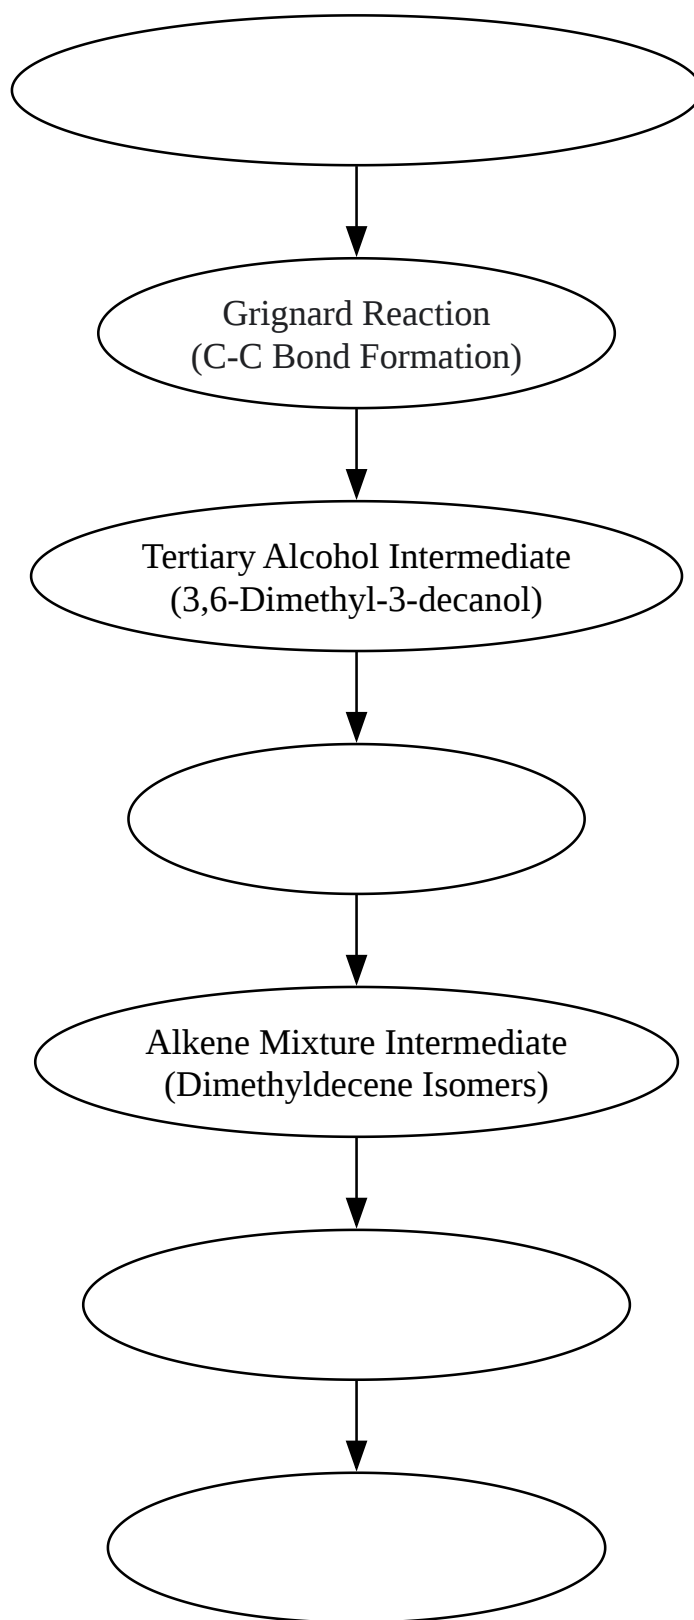 Grignard Reaction
(C-C Bond Formation)
Tertiary Alcohol Intermediate
(3,6-Dimethyl-3-decanol)
Alkene Mixture Intermediate
(Dimethyldecene Isomers)